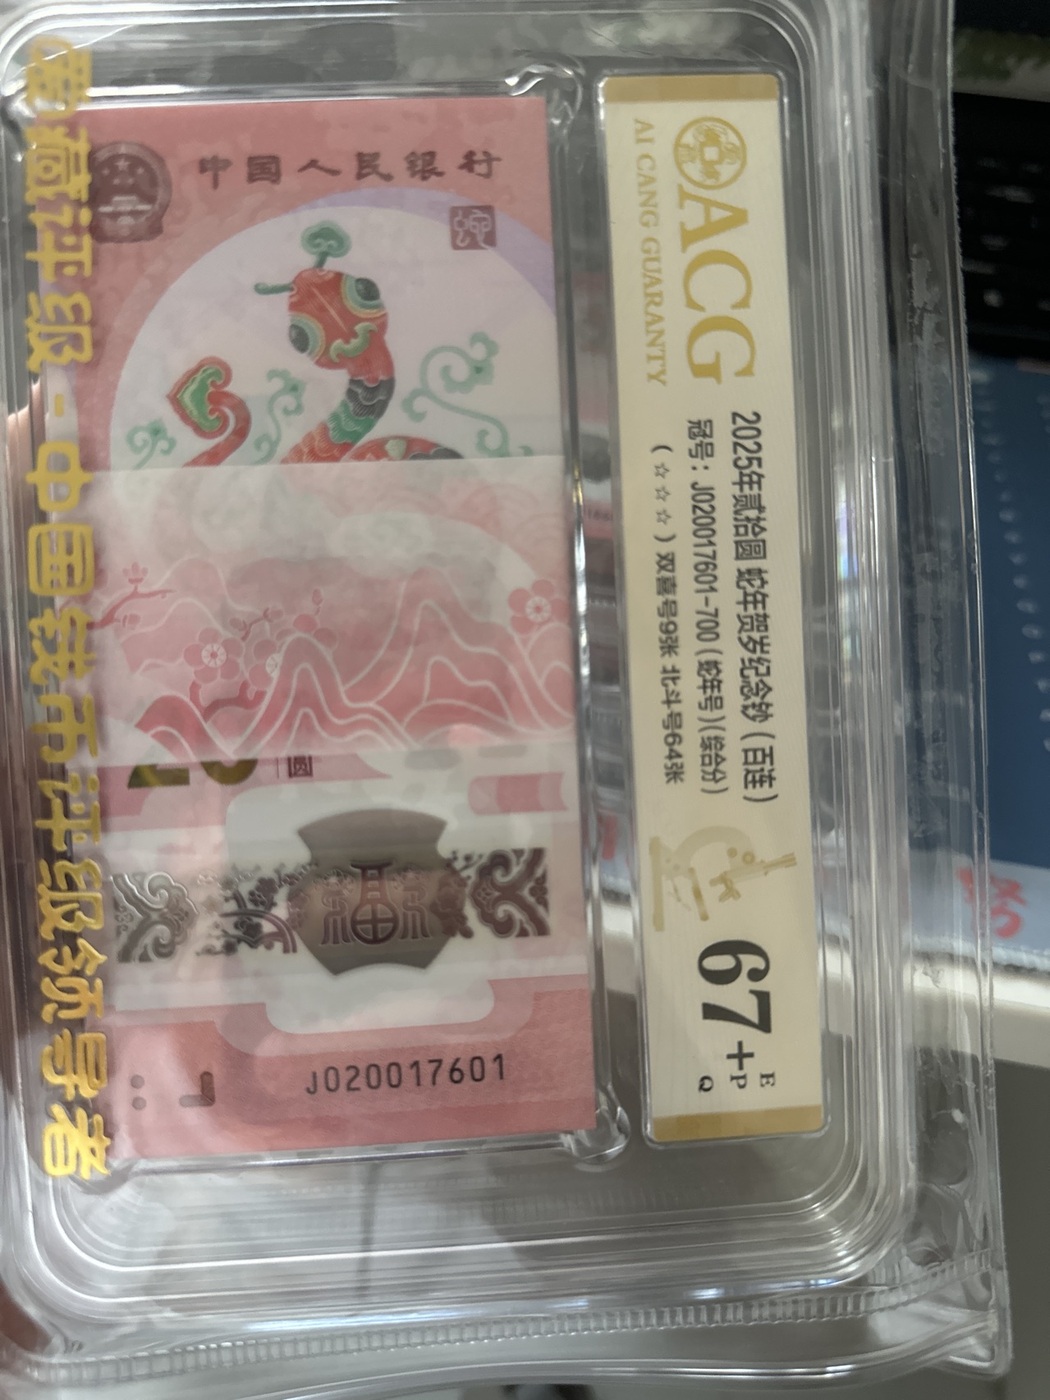 ACG
AI CANG GUARANTY
2025年贰拾圆 蛇年贺岁纪念钞（百连）
冠号：J020017601-700（蛇年号)(综合分)
（☆☆☆）双喜号9张 北斗号64张
67+
E
P
Q
中國人民银行
圆
J020017601
爱藏评级-中国钱币评级领导者